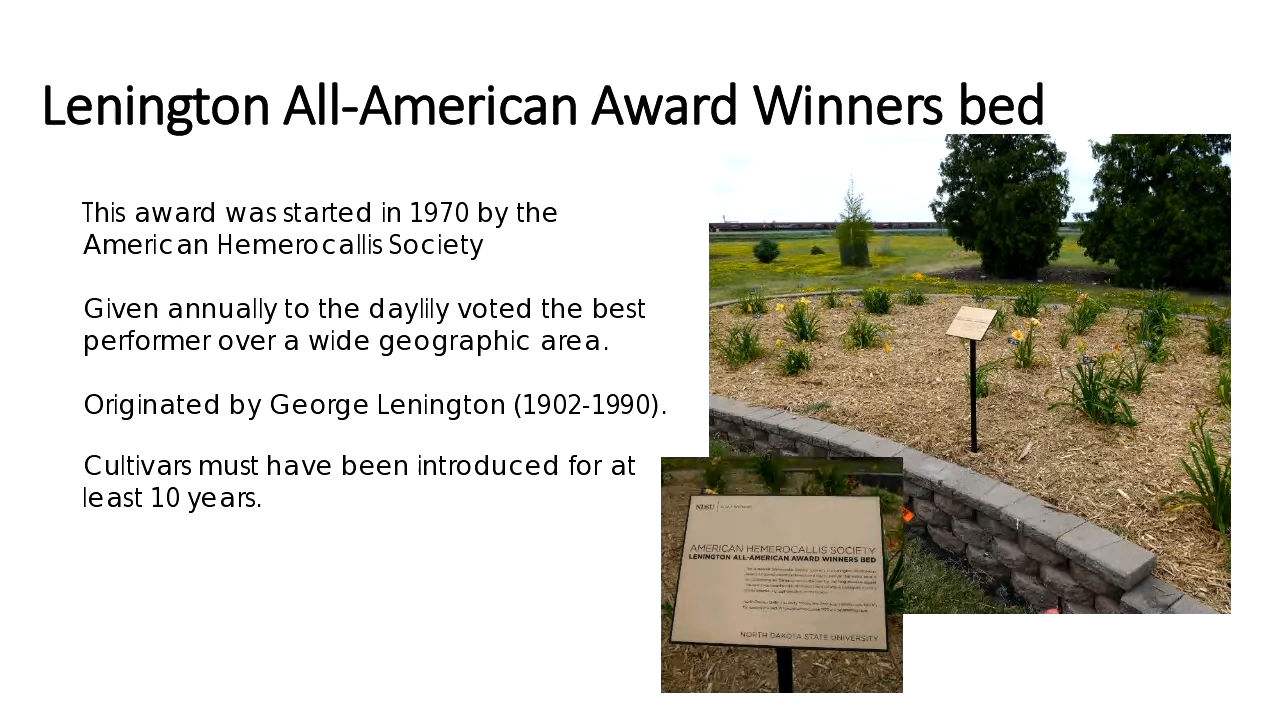 Lenington All-American Award Winners bed
This award was started in 1970 by the
American Hemerocallis Society
Given annually to the daylily voted the best
performer over a wide geographic area.
Originated by George Lenington (1902-1990).
Cultivars must have been introduced for at
least 10 years.
NDSU
AMERICAN HEMEROCALLIS SOCIETY
LENINGTON ALL-AMERICAN AWARD WINNERS BED
NORTH DAKOTA STATE UNIVERSITY